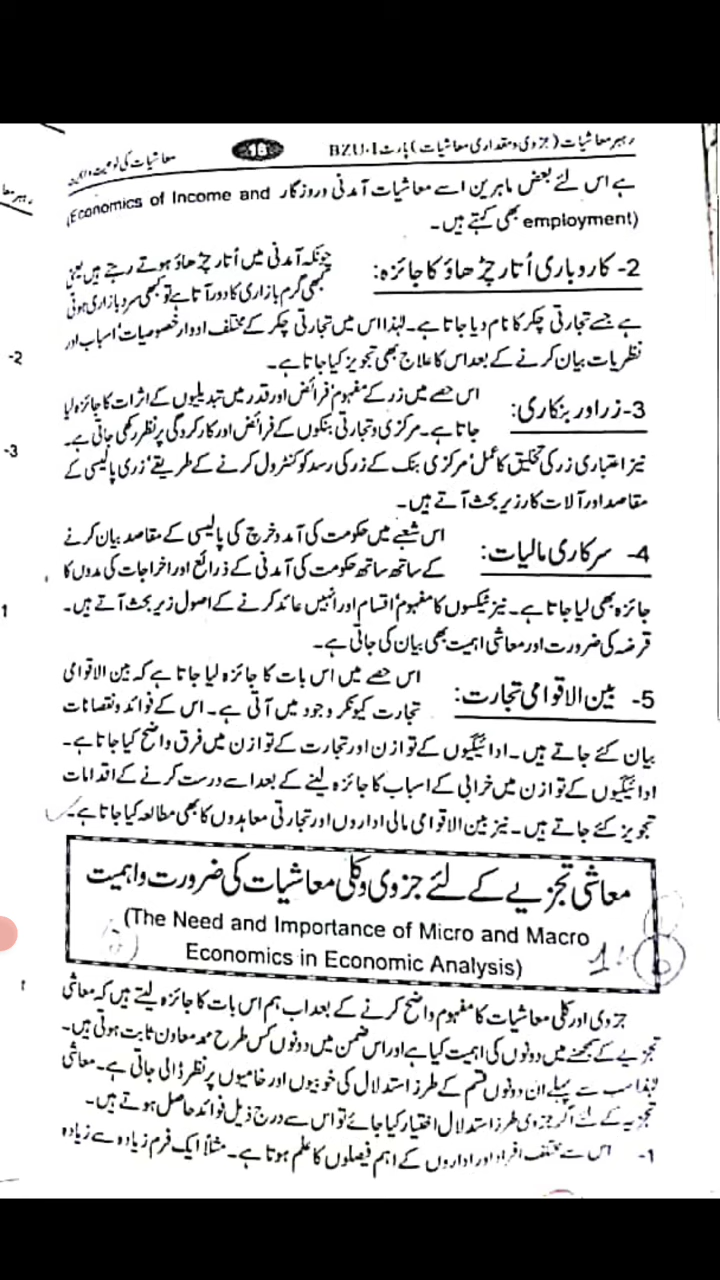 رہبر معاشیات (جزوی و مقداری معاشیات) پارٹ BZU-I
16
معاشیات کی نوعیت و
ہے اس لئے بعض ماہرین اسے معاشیات آمدنی و روزگار (Economics of Income and
employment) بھی کہتے ہیں۔
2- کاروباری اُتار چڑھاؤ کا جائزہ: چونکہ آمدنی میں اُتار چڑھاؤ ہوتے رہتے ہیں یعنی
کبھی گرم بازاری کا دور آتا ہے تو کبھی سرد بازاری ہوتی
ہے جسے تجارتی چکر کا نام دیا جاتا ہے۔ لہٰذا اس میں تجارتی چکر کے مختلف ادوار، خصوصیات، اسباب اور
نظریات بیان کرنے کے بعد اس کا علاج بھی تجویز کیا جاتا ہے۔
3- زر اور بنکاری: اس حصے میں زر کے مفہوم، فرائض اور قدر میں تبدیلیوں کے اثرات کا جائزہ لیا
جاتا ہے۔ مرکزی و تجارتی بنکوں کے فرائض اور کارکردگی پر نظر رکھی جاتی ہے۔
نیز اعتباری زر کی تخلیق کا عمل، مرکزی بنک کے زر کی رسد کو کنٹرول کرنے کے طریقے، زری پالیسی کے
مقاصد اور آلات کار زیر بحث آتے ہیں۔
4- سرکاری مالیات: اس شعبے میں حکومت کی آمد و خرچ کی پالیسی کے مقاصد بیان کرنے
کے ساتھ ساتھ حکومت کی آمدنی کے ذرائع اور اخراجات کی مدوں کا
جائزہ بھی لیا جاتا ہے۔ نیز ٹیکسوں کا مفہوم، اقسام اور انہیں عائد کرنے کے اصول زیر بحث آتے ہیں۔
قرضہ کی ضرورت اور معاشی اہمیت بھی بیان کی جاتی ہے۔
5- بین الاقوامی تجارت: اس حصے میں اس بات کا جائزہ لیا جاتا ہے کہ بین الاقوامی
تجارت کیونکر وجود میں آتی ہے۔ اس کے فوائد و نقصانات
بیان کئے جاتے ہیں۔ ادائیگیوں کے توازن اور تجارت کے توازن میں فرق واضح کیا جاتا ہے۔
ادائیگیوں کے توازن میں خرابی کے اسباب کا جائزہ لینے کے بعد اسے درست کرنے کے اقدامات
تجویز کئے جاتے ہیں۔ نیز بین الاقوامی مالی اداروں اور تجارتی معاہدوں کا بھی مطالعہ کیا جاتا ہے۔
معاشی تجزیے کے لئے جزوی و کلی معاشیات کی ضرورت و اہمیت
(The Need and Importance of Micro and Macro
Economics in Economic Analysis)
جزوی اور کلی معاشیات کا مفہوم واضح کرنے کے بعد اب ہم اس بات کا جائزہ لیتے ہیں کہ معاشی
تجزیے کے سمجھنے میں دونوں کی اہمیت کیا ہے اور اس ضمن میں دونوں کس طرح ممد معاون ثابت ہوتی ہیں۔
لہٰذا سب سے پہلے ان دونوں قسم کے طرز استدلال کی خوبیوں اور خامیوں پر نظر ڈالی جاتی ہے۔ معاشی
تجزیہ کے لئے اگر جزوی طرز استدلال اختیار کیا جائے تو اس سے درج ذیل فوائد حاصل ہوتے ہیں۔
1- اس سے مختلف افراد اور اداروں کے اہم فیصلوں کا علم ہوتا ہے۔ مثلاً ایک فرم زیادہ سے زیادہ